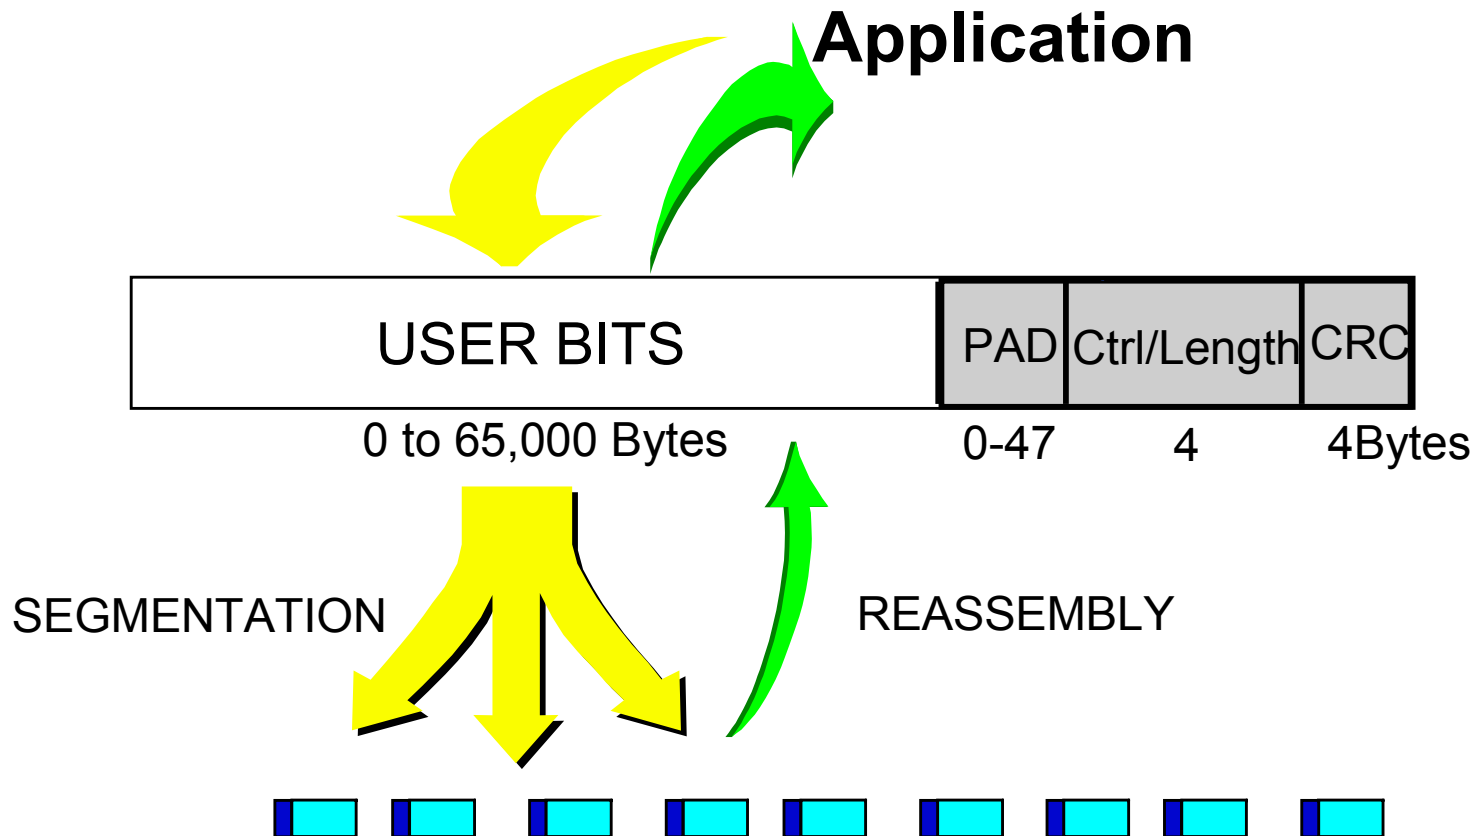 Application
USER BITS PAD Ctrl/Length CRC
0 to 65,000 Bytes 0-47 4 4Bytes
SEGMENTATION REASSEMBLY